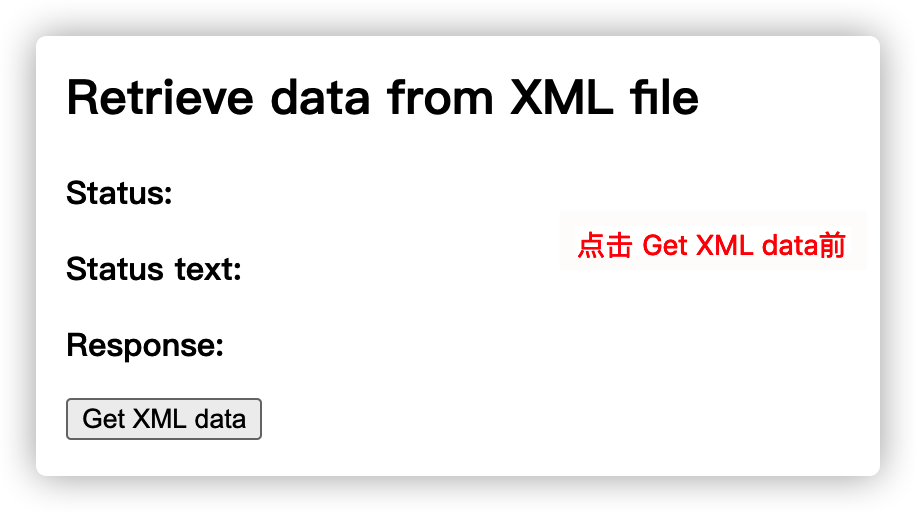 Retrieve data from XML file
Status:
点击 Get XML data前
Status text:
Response:
Get XML data